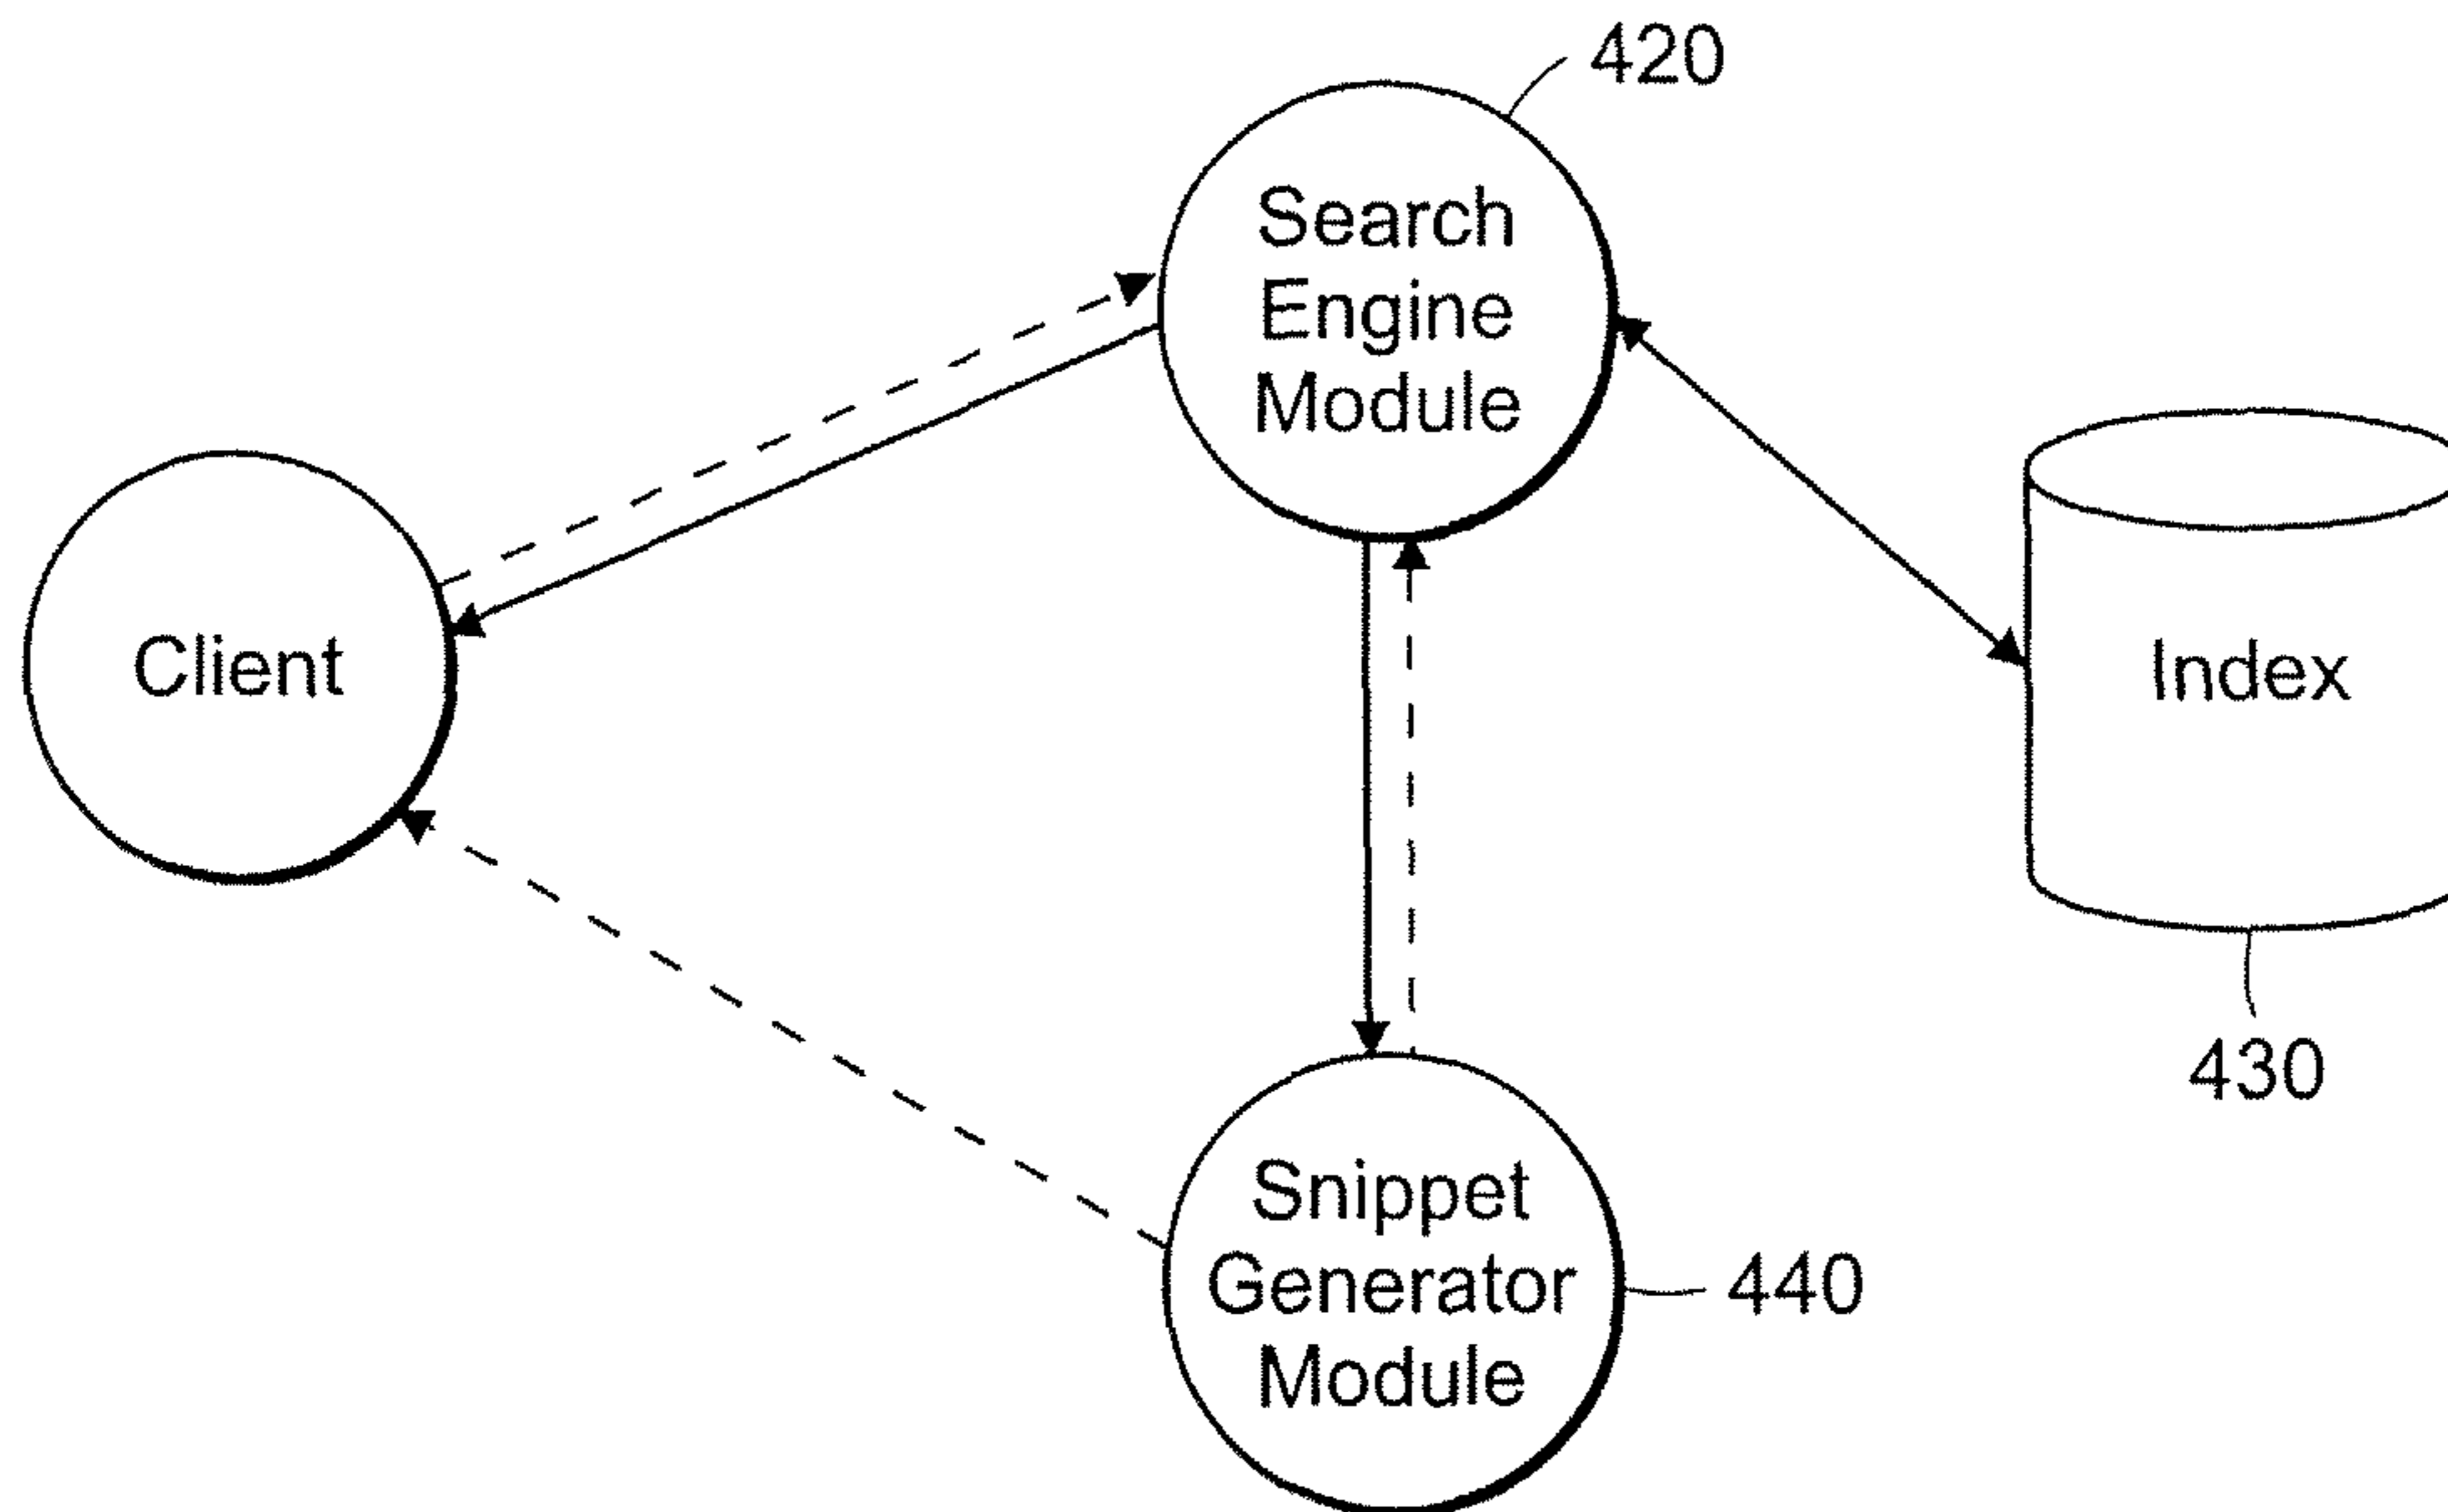 420
Search
Engine
Module
Client
Index
430
Snippet
Generator
Module
440